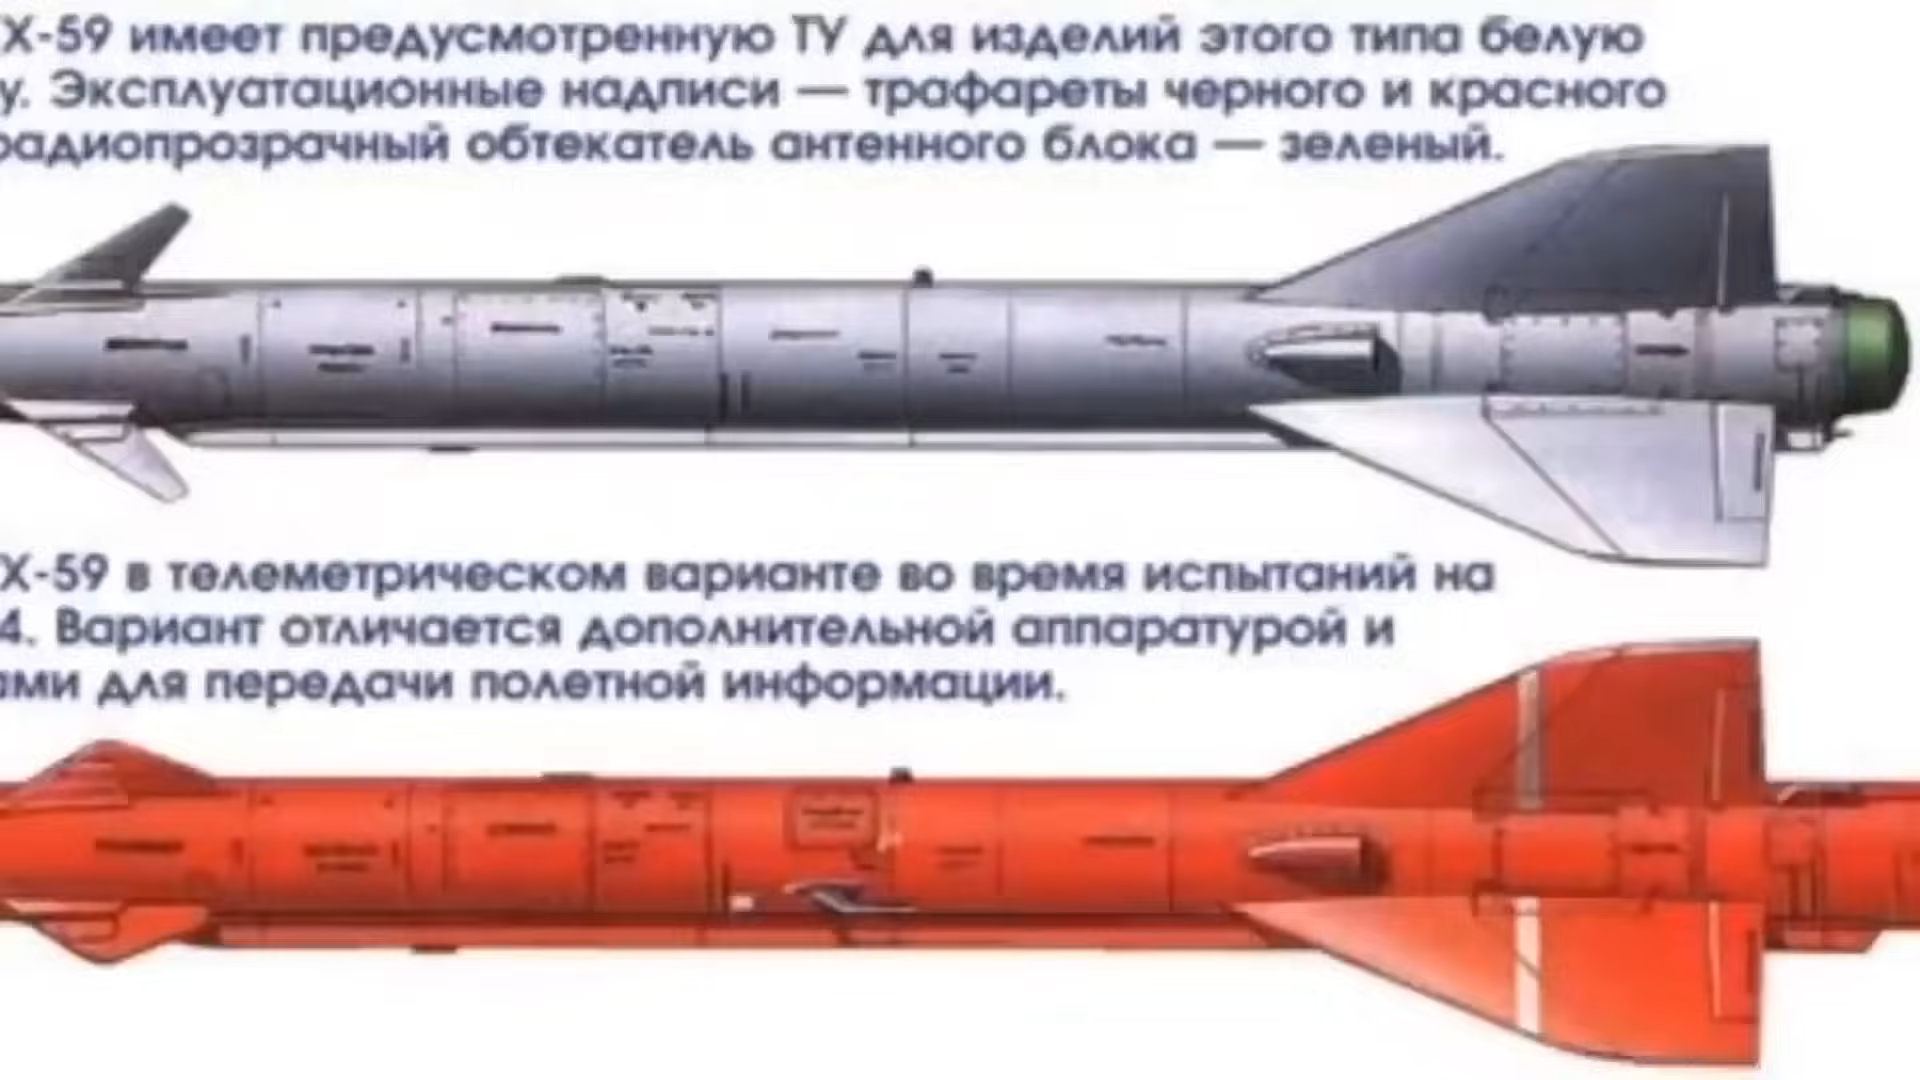 Х-59 имеет предусмотренную ТУ для изделий этого типа белую
у. Эксплуатационные надписи — трафареты черного и красного
радиопрозрачный обтекатель антенного блока — зеленый.
Х-59 в телеметрическом варианте во время испытаний на
4. Вариант отличается дополнительной аппаратурой и
ами для передачи полетной информации.